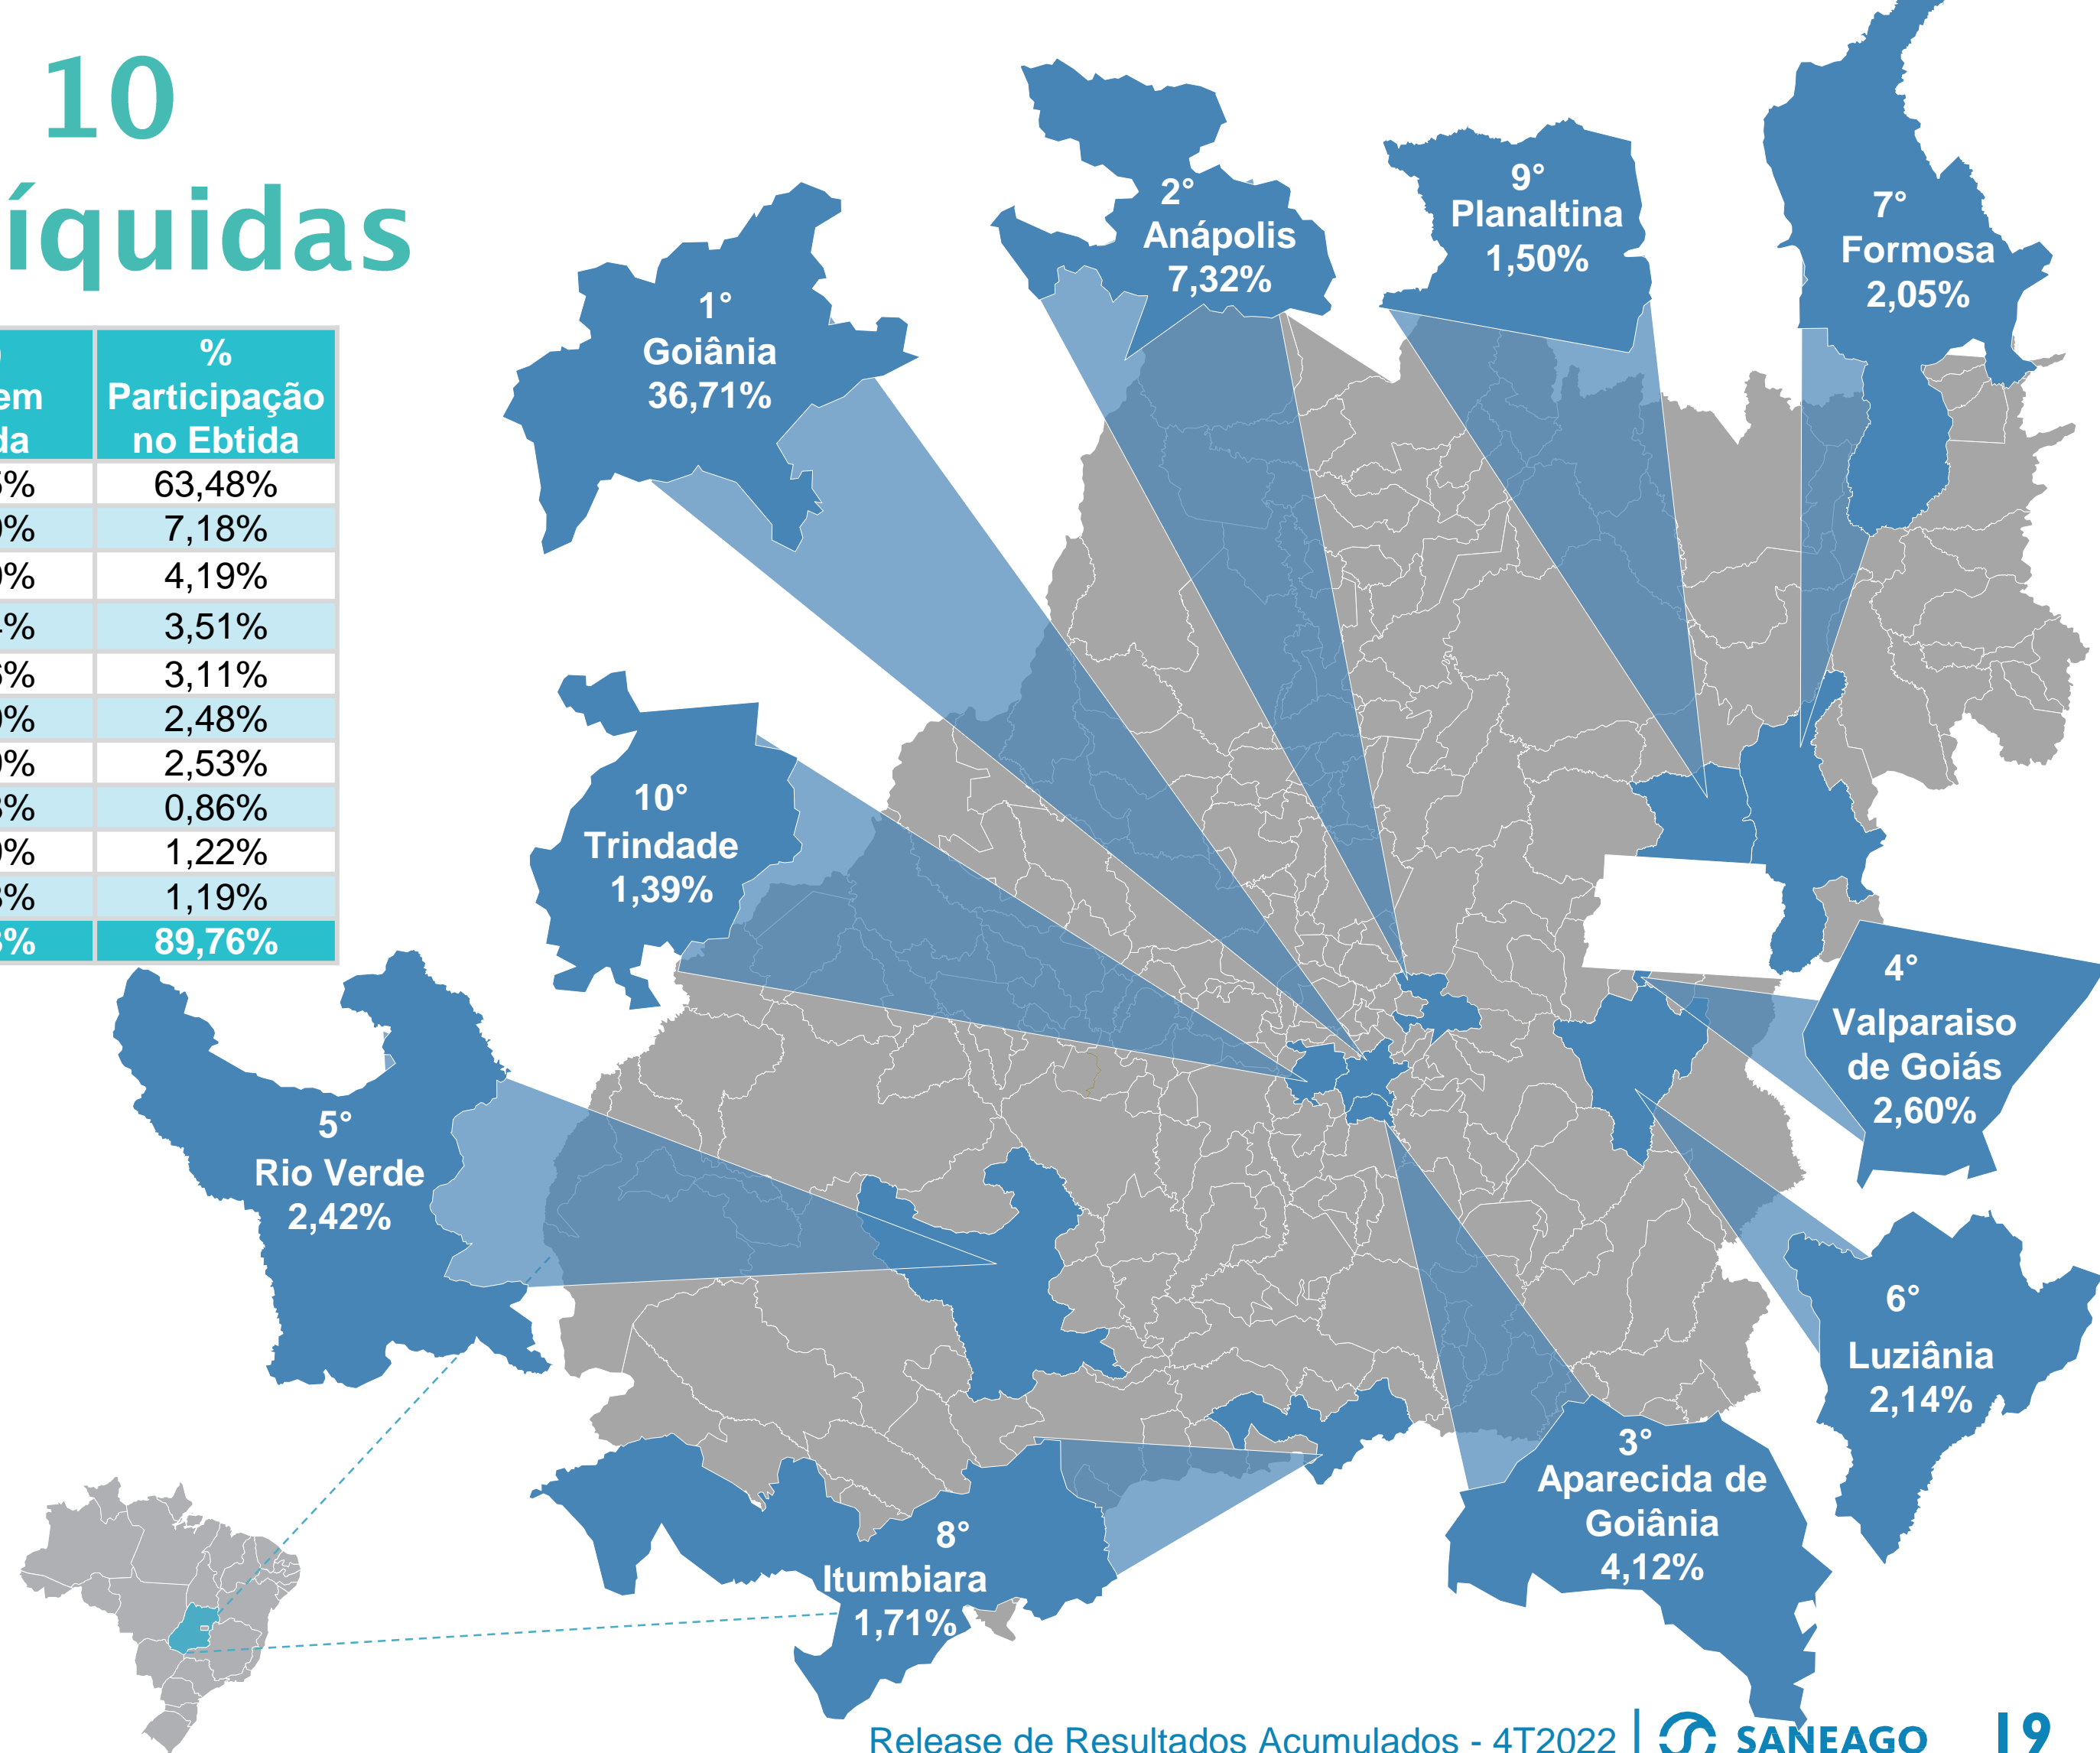 10
íquidas
%
Participação
no Ebtida
63,48%
7,18%
4,19%
3,51%
3,11%
2,48%
2,53%
0,86%
1,22%
1,19%
89,76%
1°
Goiânia
36,71%
2°
Anápolis
7,32%
9°
Planaltina
1,50%
7°
Formosa
2,05%
10°
Trindade
1,39%
4°
Valparaiso
de Goiás
2,60%
5°
Rio Verde
2,42%
6°
Luziânia
2,14%
3°
Aparecida de
Goiânia
4,12%
8°
Itumbiara
1,71%
Release de Resultados Acumulados - 4T2022 | SANEAGO 19